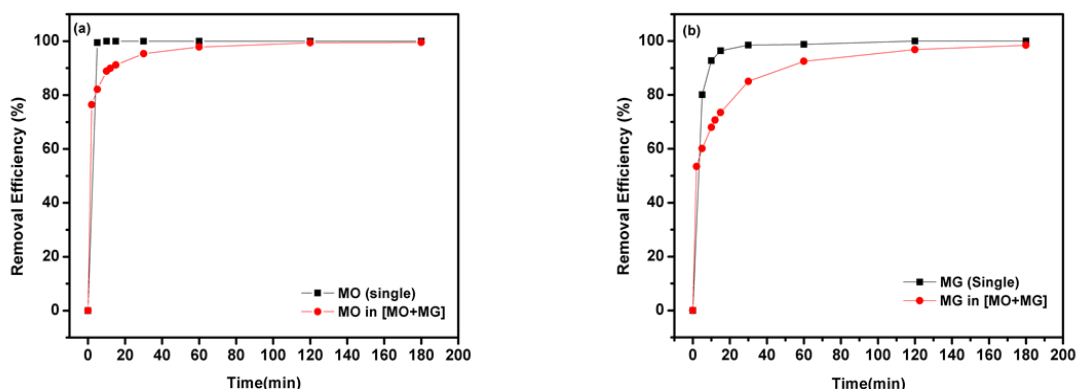 (a)
Removal Efficiency (%)
100
80
60
40
20
0
MO (single)
MO in [MO+MG]
0 20 40 60 80 100 120 140 160 180 200
Time(min)
(b)
Removal Efficiency (%)
100
80
60
40
20
0
MG (Single)
MG in [MO+MG]
0 20 40 60 80 100 120 140 160 180 200
Time(min)